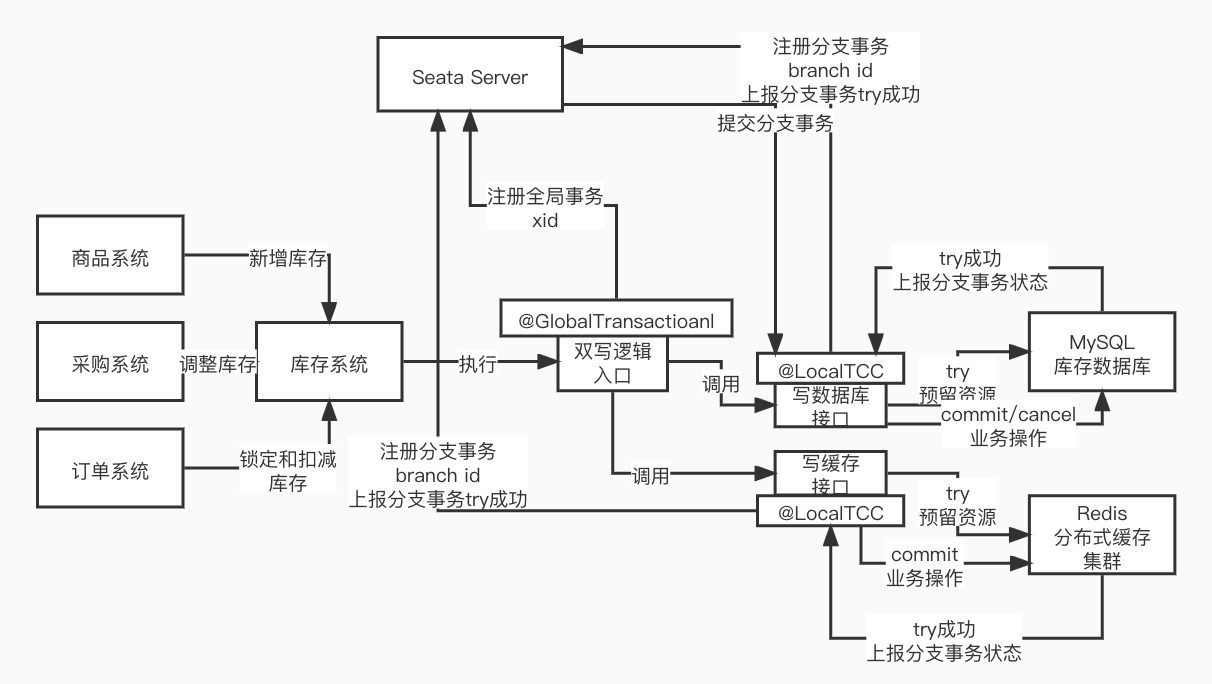 注册分支事务
branch id
上报分支事务try成功
Seata Server
提交分支事务
注册全局事务
xid
商品系统
新增库存
try成功
上报分支事务状态
@GlobalTransactioanl
采购系统
调整库存
库存系统
执行
双写逻辑
入口
调用
@LocalTCC
写数据库
接口
try
预留资源
MySQL
库存数据库
commit/cancel
业务操作
订单系统
锁定和扣减
库存
注册分支事务
branch id
上报分支事务try成功
调用
写缓存
接口
@LocalTCC
try
预留资源
Redis
分布式缓存
集群
commit
业务操作
try成功
上报分支事务状态